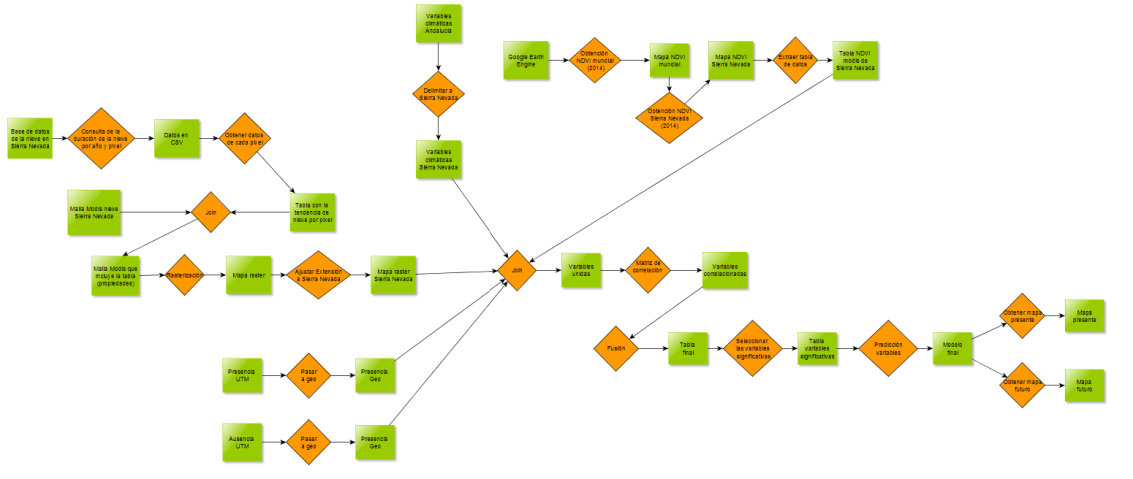 Variables
climáticas
Andalucía
Google Earth
Engine
Obtención
NDVI mundial
(2014)
Mapa NDVI
mundial
Mapa NDVI
Sierra Nevada
Extraer tabla
de datos
Tabla NDVI
modis de
Sierra Nevada
Delimitar a
Sierra Nevada
Obtención NDVI
Sierra Nevada
(2014)
Base de datos
de la nieve en
Sierra Nevada
Consulta de la
duración de la nieve
por año y pixel
Datos en
CSV
Obtener datos
de cada pixel
Variables
climáticas
Sierra Nevada
Malla Modis nieve
Sierra Nevada
Join
Tabla con la
tendencia de
nieve por pixel
Malla Modis que
incluye la tabla
(propiedades)
Rasterización
Mapa raster
Ajustar Extensión
a Sierra Nevada
Mapa raster
Sierra Nevada
Join
Variables
unidas
Matriz de
correlación
Variables
correlacionadas
Fusión
Tabla
final
Seleccionar
las variables
significativas
Tabla
variables
significativas
Predicción
variables
Modelo
final
Obtener mapa
presente
Mapa
presente
Obtener mapa
futuro
Mapa
futuro
Presencia
UTM
Pasar
a geo
Presencia
Geo
Ausencia
UTM
Pasar
a geo
Presencia
Geo